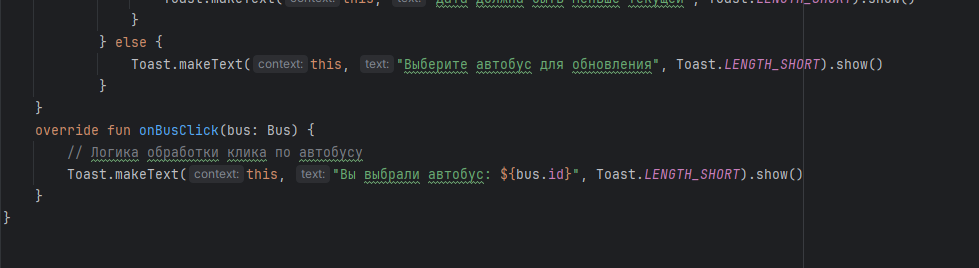 Toast.makeText( context: this, text: "дата должна быть меньше текущей", Toast.LENGTH_SHORT).show()
}
} else {
Toast.makeText( context: this, text: "Выберите автобус для обновления", Toast.LENGTH_SHORT).show()
}
}
override fun onBusClick(bus: Bus) {
// Логика обработки клика по автобусу
Toast.makeText( context: this, text: "Вы выбрали автобус: ${bus.id}", Toast.LENGTH_SHORT).show()
}
}